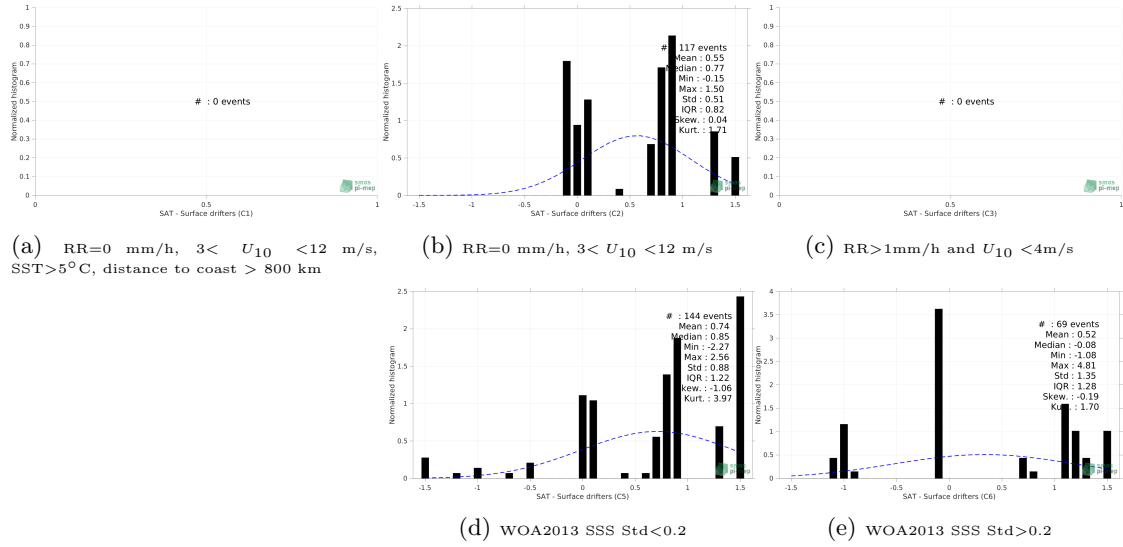 1
0.9
0.8
0.7
0.6
0.5
0.4
0.3
0.2
0.1
0
Normalized histogram
# : 0 events
smos
pi-mep
0 0.5 1
SAT - Surface drifters (C1)
(a) RR=0 mm/h, 3< U10 <12 m/s,
SST>5°C, distance to coast > 800 km
2.5
2
1.5
1
0.5
0
Normalized histogram
# : 117 events
Mean : 0.55
Median : 0.77
Min : -0.15
Max : 1.50
Std : 0.51
IQR : 0.82
Skew. : 0.04
Kurt. : 1.71
smos
pi-mep
-1.5 -1 -0.5 0 0.5 1 1.5
SAT - Surface drifters (C2)
(b) RR=0 mm/h, 3< U10 <12 m/s
1
0.9
0.8
0.7
0.6
0.5
0.4
0.3
0.2
0.1
0
Normalized histogram
# : 0 events
smos
pi-mep
0 0.5 1
SAT - Surface drifters (C3)
(c) RR>1mm/h and U10 <4m/s
2.5
2
1.5
1
0.5
0
Normalized histogram
# : 144 events
Mean : 0.74
Median : 0.85
Min : -2.27
Max : 2.56
Std : 0.88
IQR : 1.22
Skew. : -1.06
Kurt. : 3.97
smos
pi-mep
-1.5 -1 -0.5 0 0.5 1 1.5
SAT - Surface drifters (C5)
(d) WOA2013 SSS Std<0.2
4
3.5
3
2.5
2
1.5
1
0.5
0
Normalized histogram
# : 69 events
Mean : 0.52
Median : -0.08
Min : -1.08
Max : 4.81
Std : 1.35
IQR : 1.28
Skew. : -0.19
Kurt. : 1.70
smos
pi-mep
-1.5 -1 -0.5 0 0.5 1 1.5
SAT - Surface drifters (C6)
(e) WOA2013 SSS Std>0.2